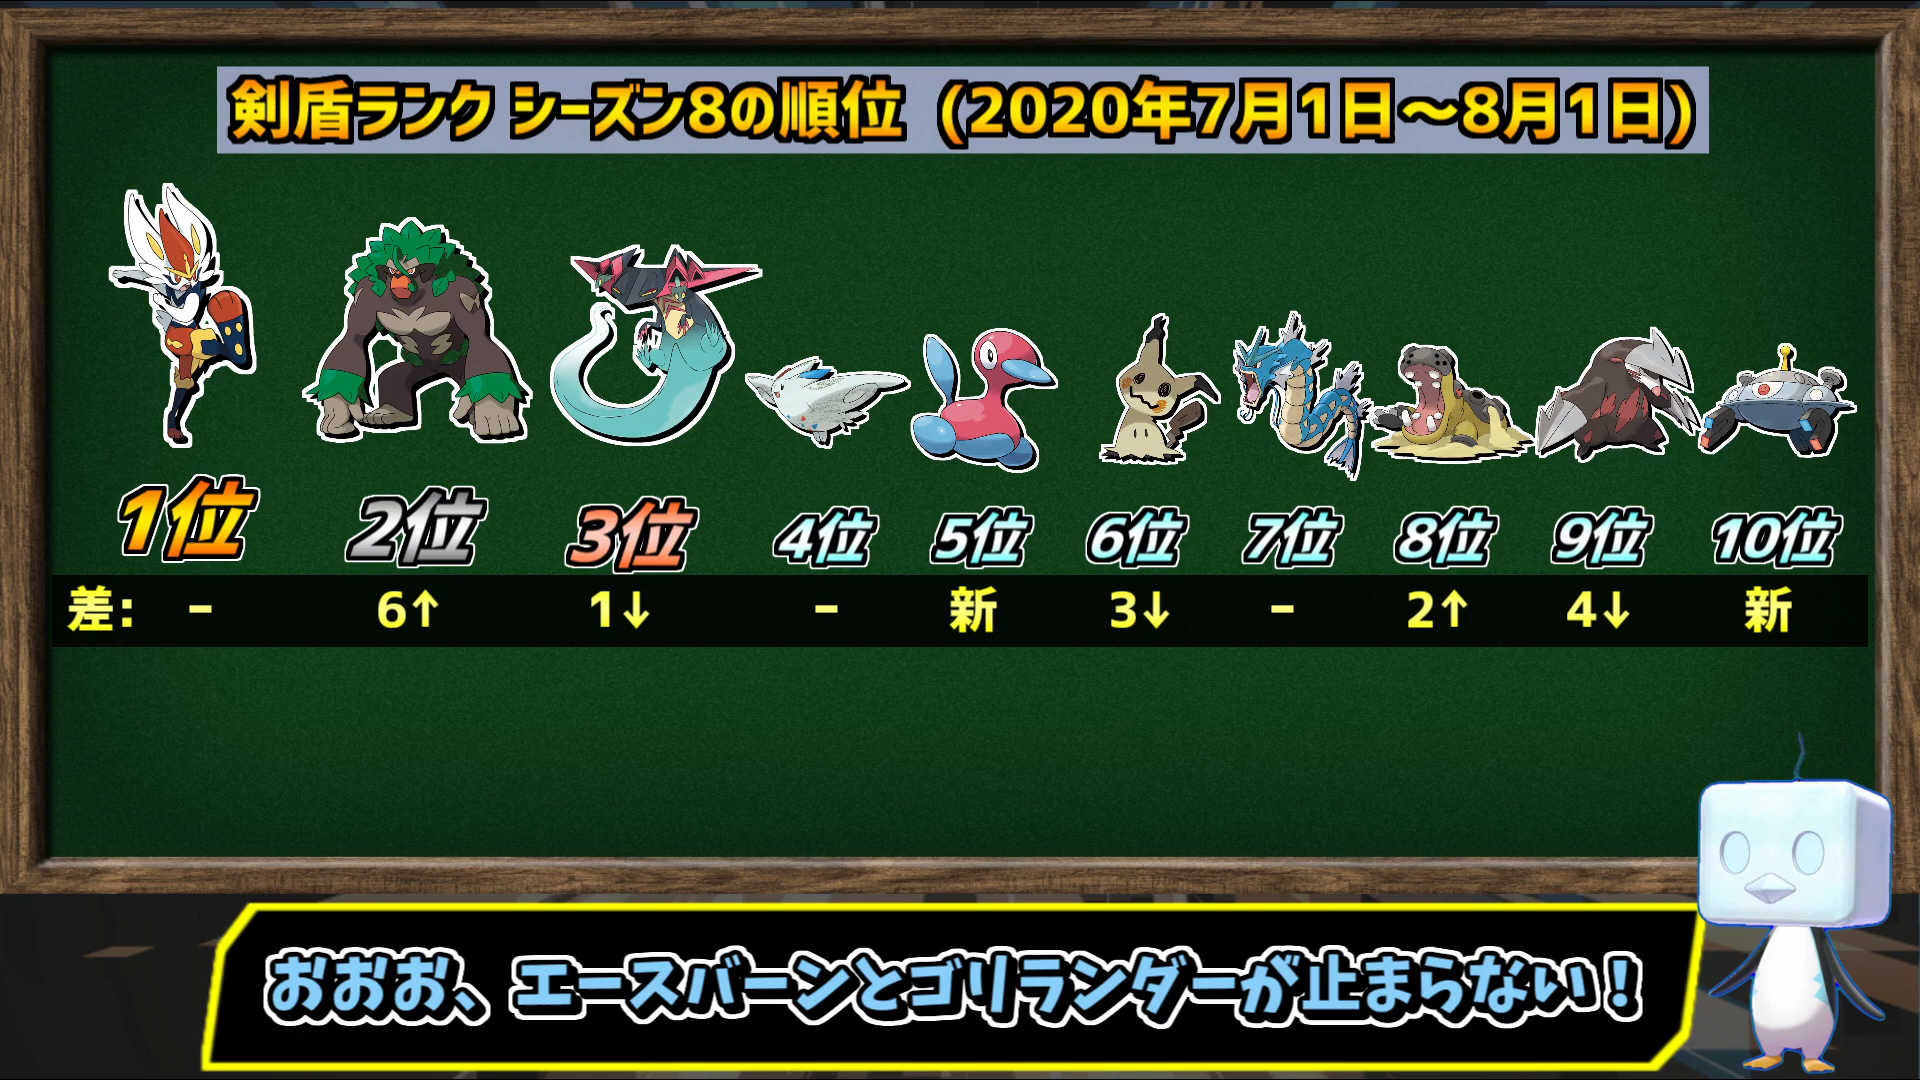 剣盾ランク シーズン8の順位 (2020年7月1日～8月1日)
1位 2位 3位 4位 5位 6位 7位 8位 9位 10位
差: - 6↑ 1↓ - 新 3↓ - 2↑ 4↓ 新
おおお、エースバーンとゴリランダーが止まらない！